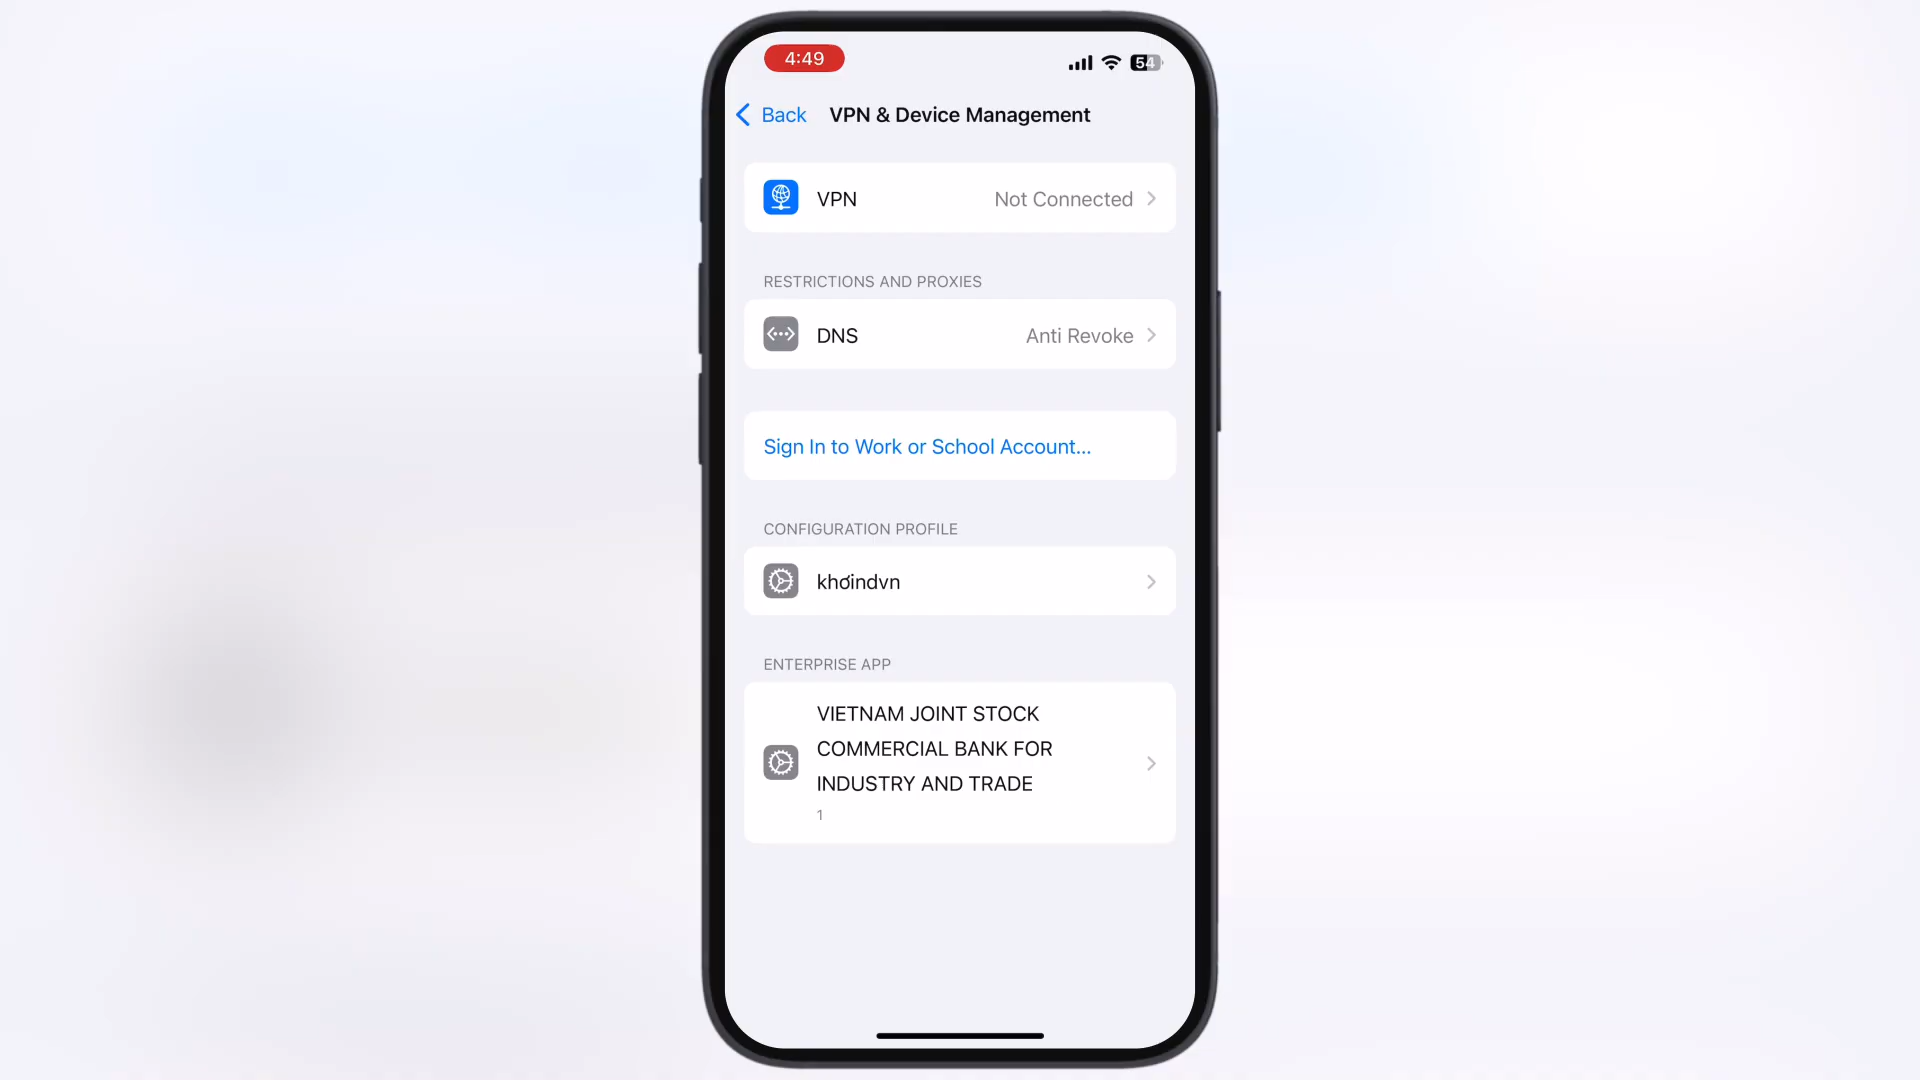 4:49
54
Back VPN & Device Management
VPN Not Connected
RESTRICTIONS AND PROXIES
DNS Anti Revoke
Sign In to Work or School Account...
CONFIGURATION PROFILE
khơindvn
ENTERPRISE APP
VIETNAM JOINT STOCK
COMMERCIAL BANK FOR
INDUSTRY AND TRADE
1